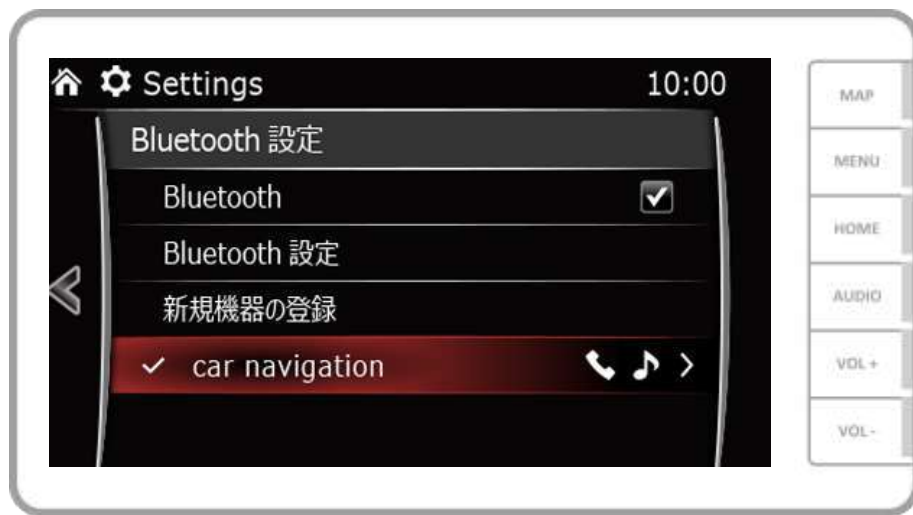 Settings 10:00
Bluetooth 設定
Bluetooth
Bluetooth 設定
新規機器の登録
car navigation
MAP
MENU
HOME
AUDIO
VOL +
VOL -